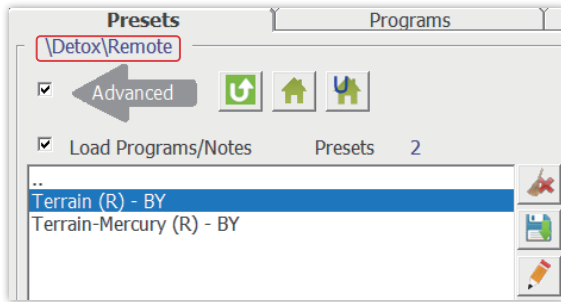 Presets Programs
\Detox\Remote
Advanced
Load Programs/Notes Presets 2
..
Terrain (R) - BY
Terrain-Mercury (R) - BY